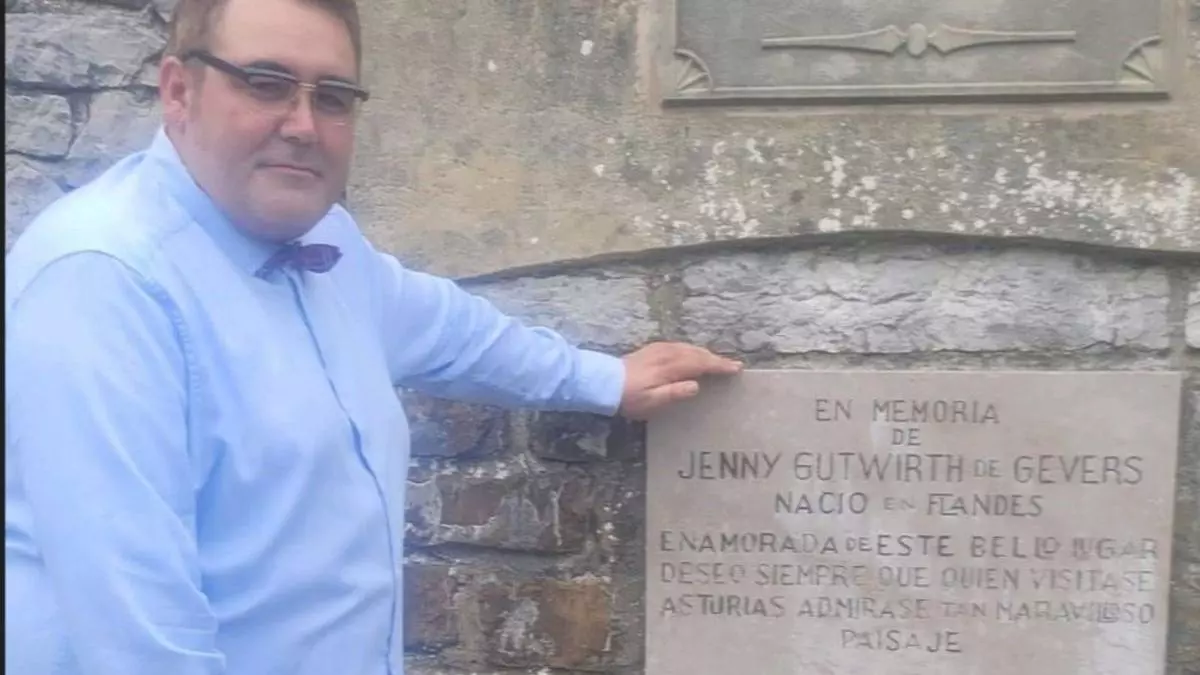 EN MEMORIA
DE
JENNY GUTWIRTH DE GEVERS
NACIO EN FLANDES
ENAMORADA DE ESTE BELLO LUGAR
DESEO SIEMPRE QUE QUIEN VISITASE
ASTURIAS ADMIRASE TAN MARAVILLOSO
PAISAJE